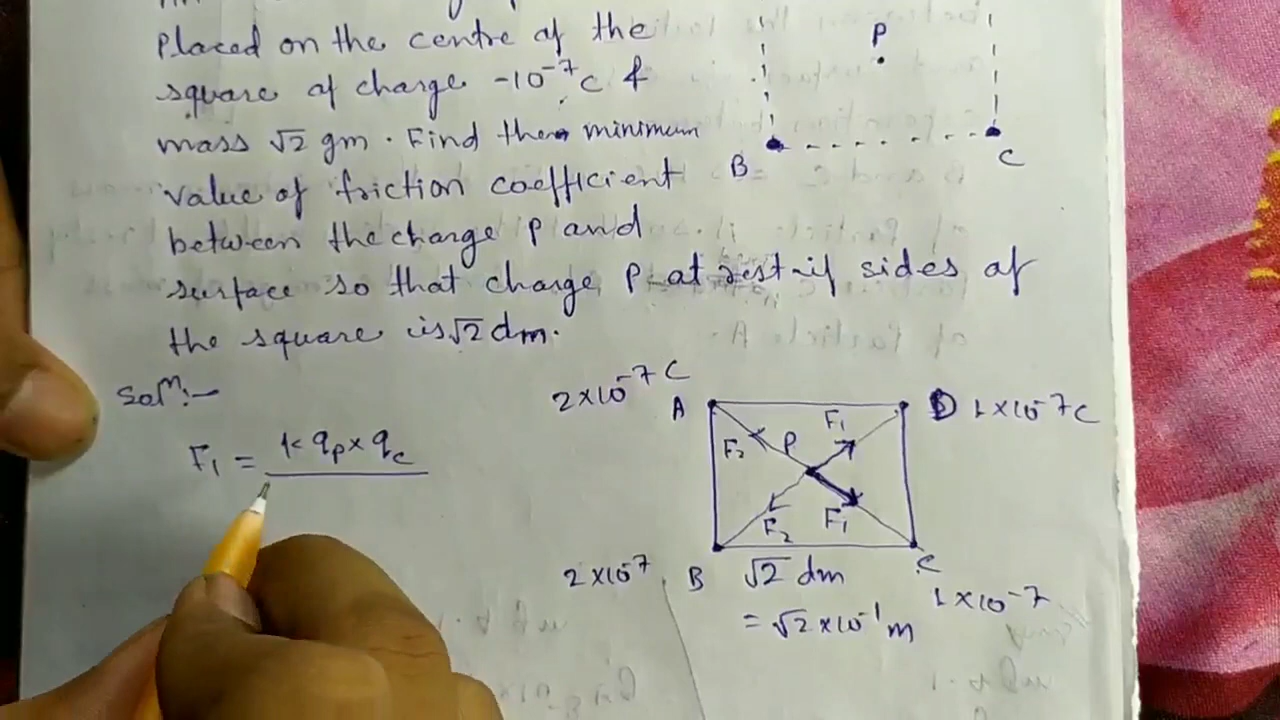 Placed on the centre of the
square of charge -10⁻⁷C &
mass √2 gm. Find the minimum
value of friction coefficient
between the charge P and
surface so that charge P at rest if sides of
the square is √2 dm.
P
B
C
Solⁿ:-
F₁ = K qₚ × q꜀
2×10⁻⁷ C
A
D 1×10⁻⁷C
F₂ P F₁
F₂ F₁
2×10⁻⁷ B √2 dm C
= √2×10⁻¹ m
1×10⁻⁷